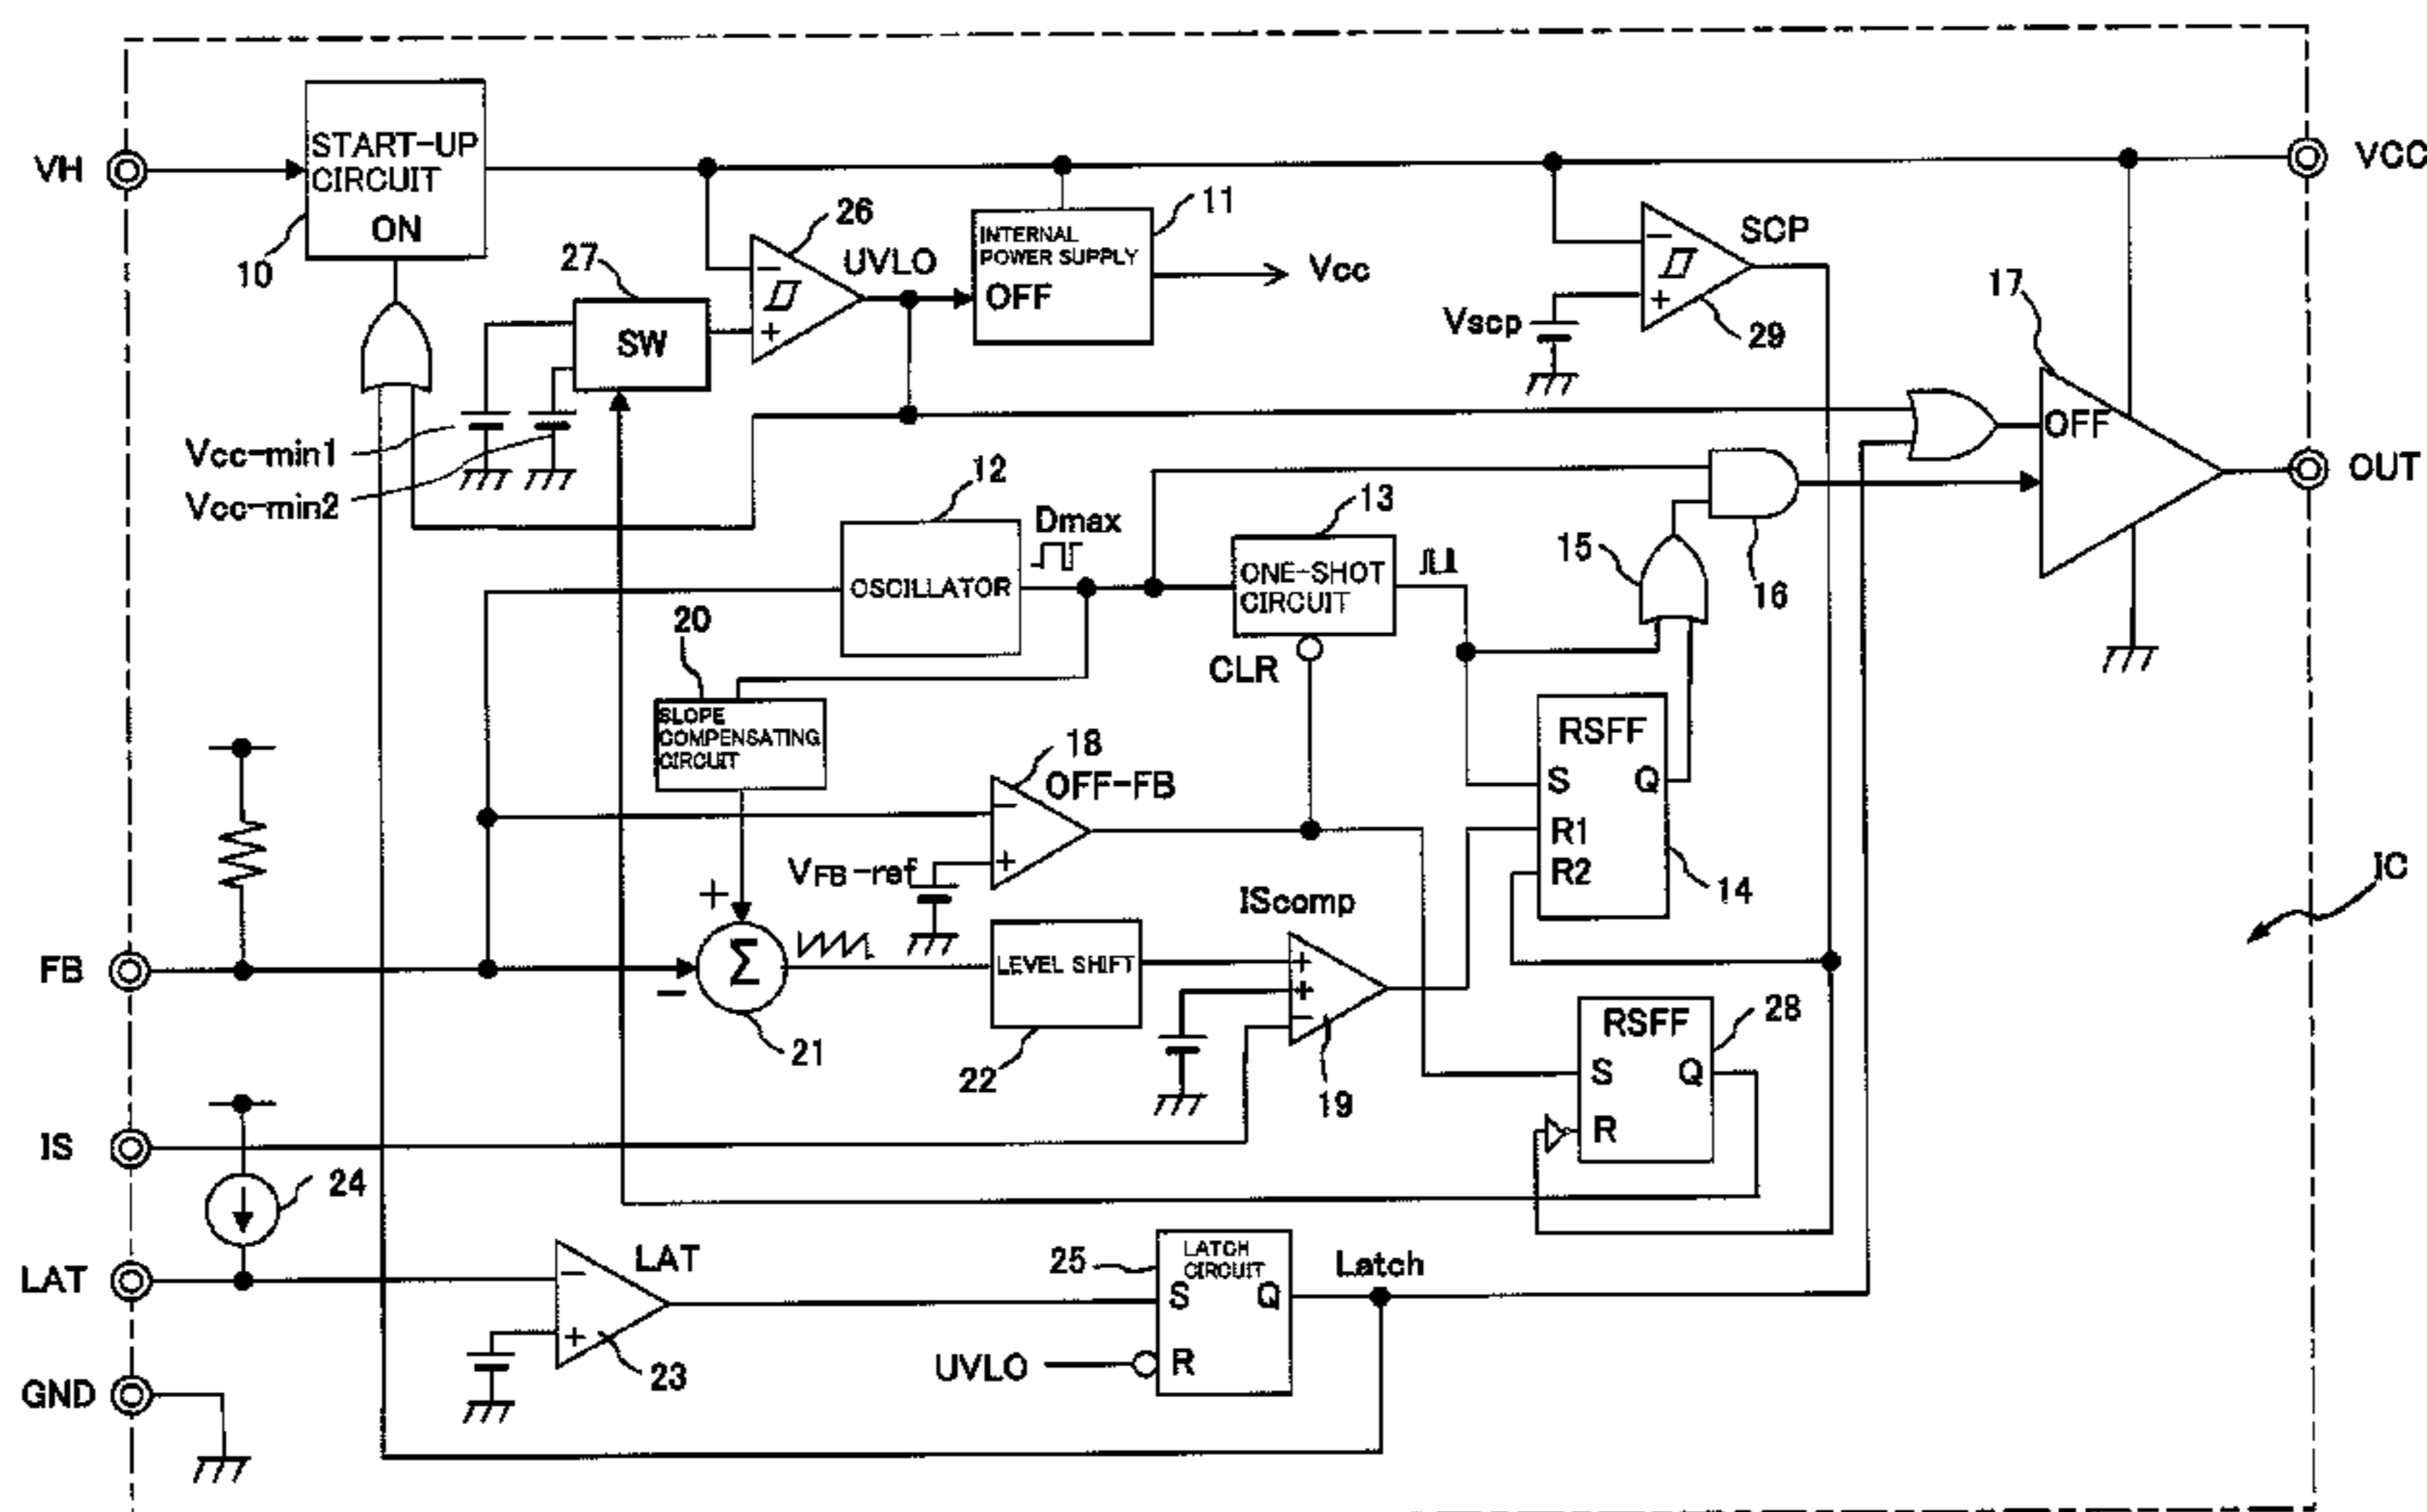 VH
START-UP
CIRCUIT
ON
10
26
UVLO
27
SW
11
INTERNAL
POWER SUPPLY
OFF
Vcc
SCP
29
Vscp
VCC
17
OFF
OUT
Vcc-min1
Vcc-min2
12
OSCILLATOR
Dmax
13
ONE-SHOT
CIRCUIT
CLR
15
16
20
SLOPE
COMPENSATING
CIRCUIT
18
OFF-FB
VFB-ref
RSFF
S
Q
R1
R2
14
IC
FB
+
Σ
−
21
LEVEL SHIFT
22
IScomp
19
RSFF
28
S
Q
R
IS
24
LAT
LAT
23
25
LATCH
CIRCUIT
S
Q
R
UVLO
Latch
GND